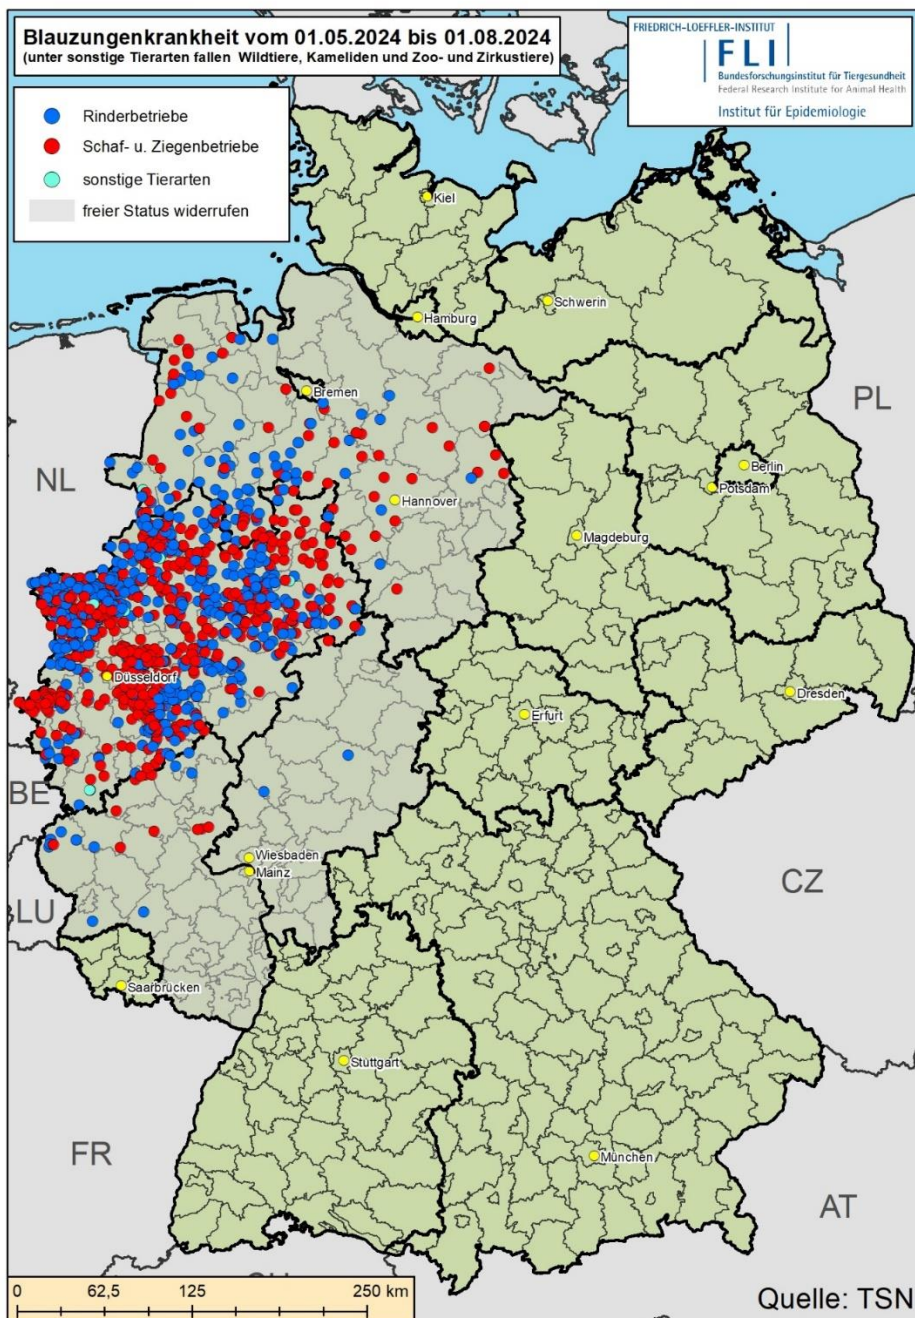 Blauzungenkrankheit vom 01.05.2024 bis 01.08.2024
(unter sonstige Tierarten fallen Wildtiere, Kameliden und Zoo- und Zirkustiere)
FRIEDRICH-LOEFFLER-INSTITUT
FLI
Bundesforschungsinstitut für Tiergesundheit
Federal Research Institute for Animal Health
Institut für Epidemiologie
Rinderbetriebe
Schaf- u. Ziegenbetriebe
sonstige Tierarten
freier Status widerrufen
Kiel
Schwerin
Hamburg
Bremen
PL
NL
Berlin
Potsdam
Hannover
Magdeburg
Düsseldorf
Dresden
Erfurt
BE
Wiesbaden
Mainz
CZ
LU
Saarbrücken
Stuttgart
FR
München
AT
0 62,5 125 250 km
Quelle: TSN